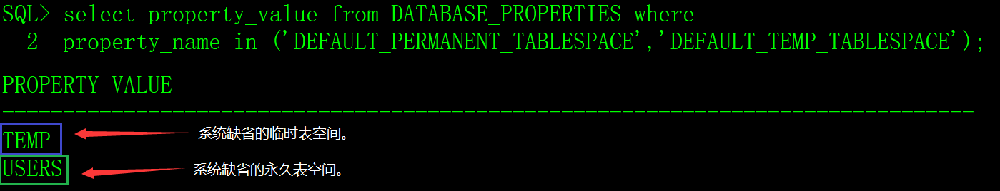 SQL> select property_value from DATABASE_PROPERTIES where
2 property_name in ('DEFAULT_PERMANENT_TABLESPACE','DEFAULT_TEMP_TABLESPACE');
PROPERTY_VALUE
--------------------------------------------------------------------------------
TEMP 系统缺省的临时表空间。
USERS 系统缺省的永久表空间。